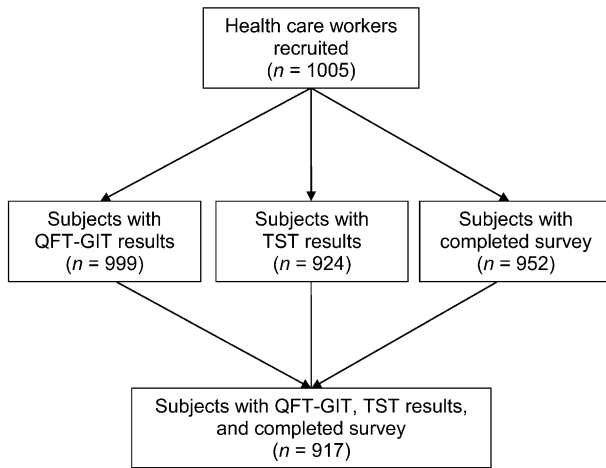 Health care workers
recruited
(n = 1005)
Subjects with
QFT-GIT results
(n = 999)
Subjects with
TST results
(n = 924)
Subjects with
completed survey
(n = 952)
Subjects with QFT-GIT, TST results,
and completed survey
(n = 917)